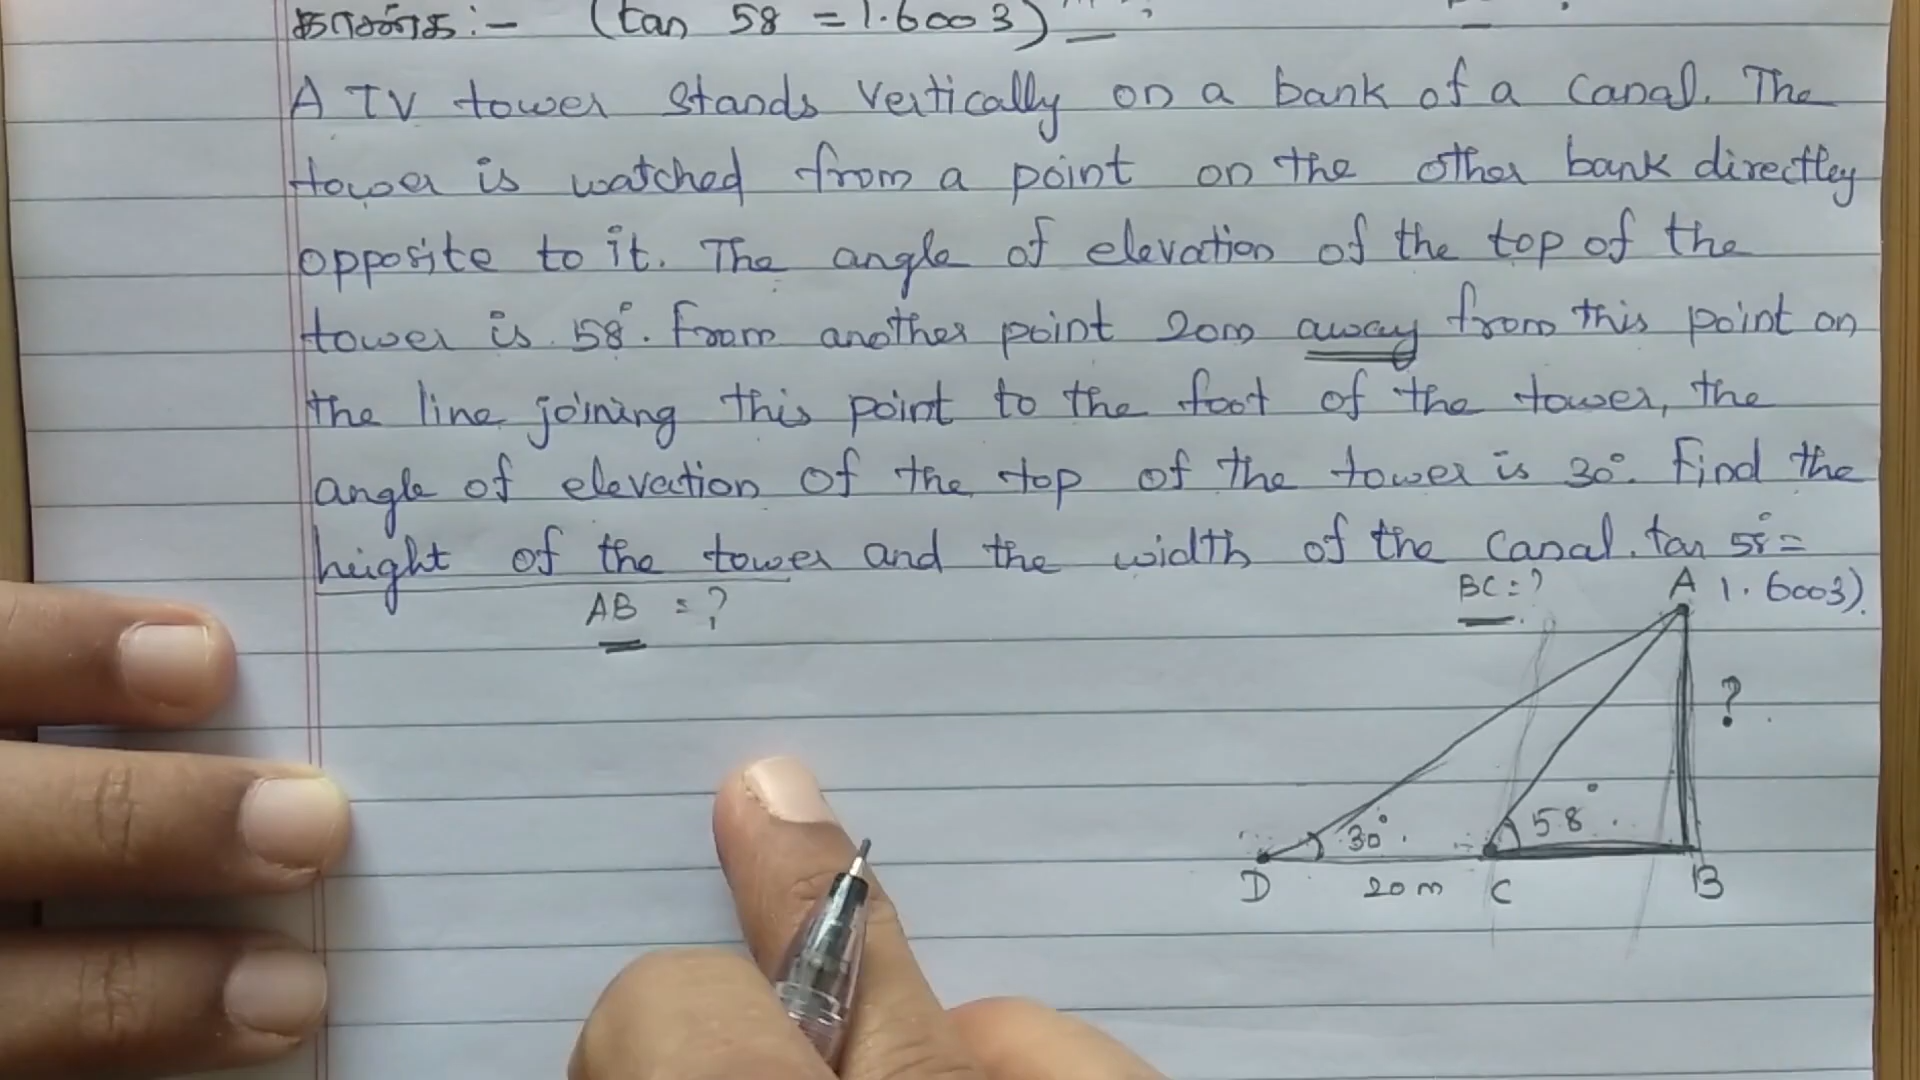 காண்க:- (tan 58 = 1.6003)
A TV tower stands vertically on a bank of a canal. The
tower is watched from a point on the other bank directley
opposite to it. The angle of elevation of the top of the
tower is 58°. From another point 20m away from this point on
the line joining this point to the foot of the tower, the
angle of elevation of the top of the tower is 30°. Find the
height of the tower and the width of the canal. tan 58°=
1.6003).
AB = ?
BC = ?
A
?
30°.
58°.
D 20m C B